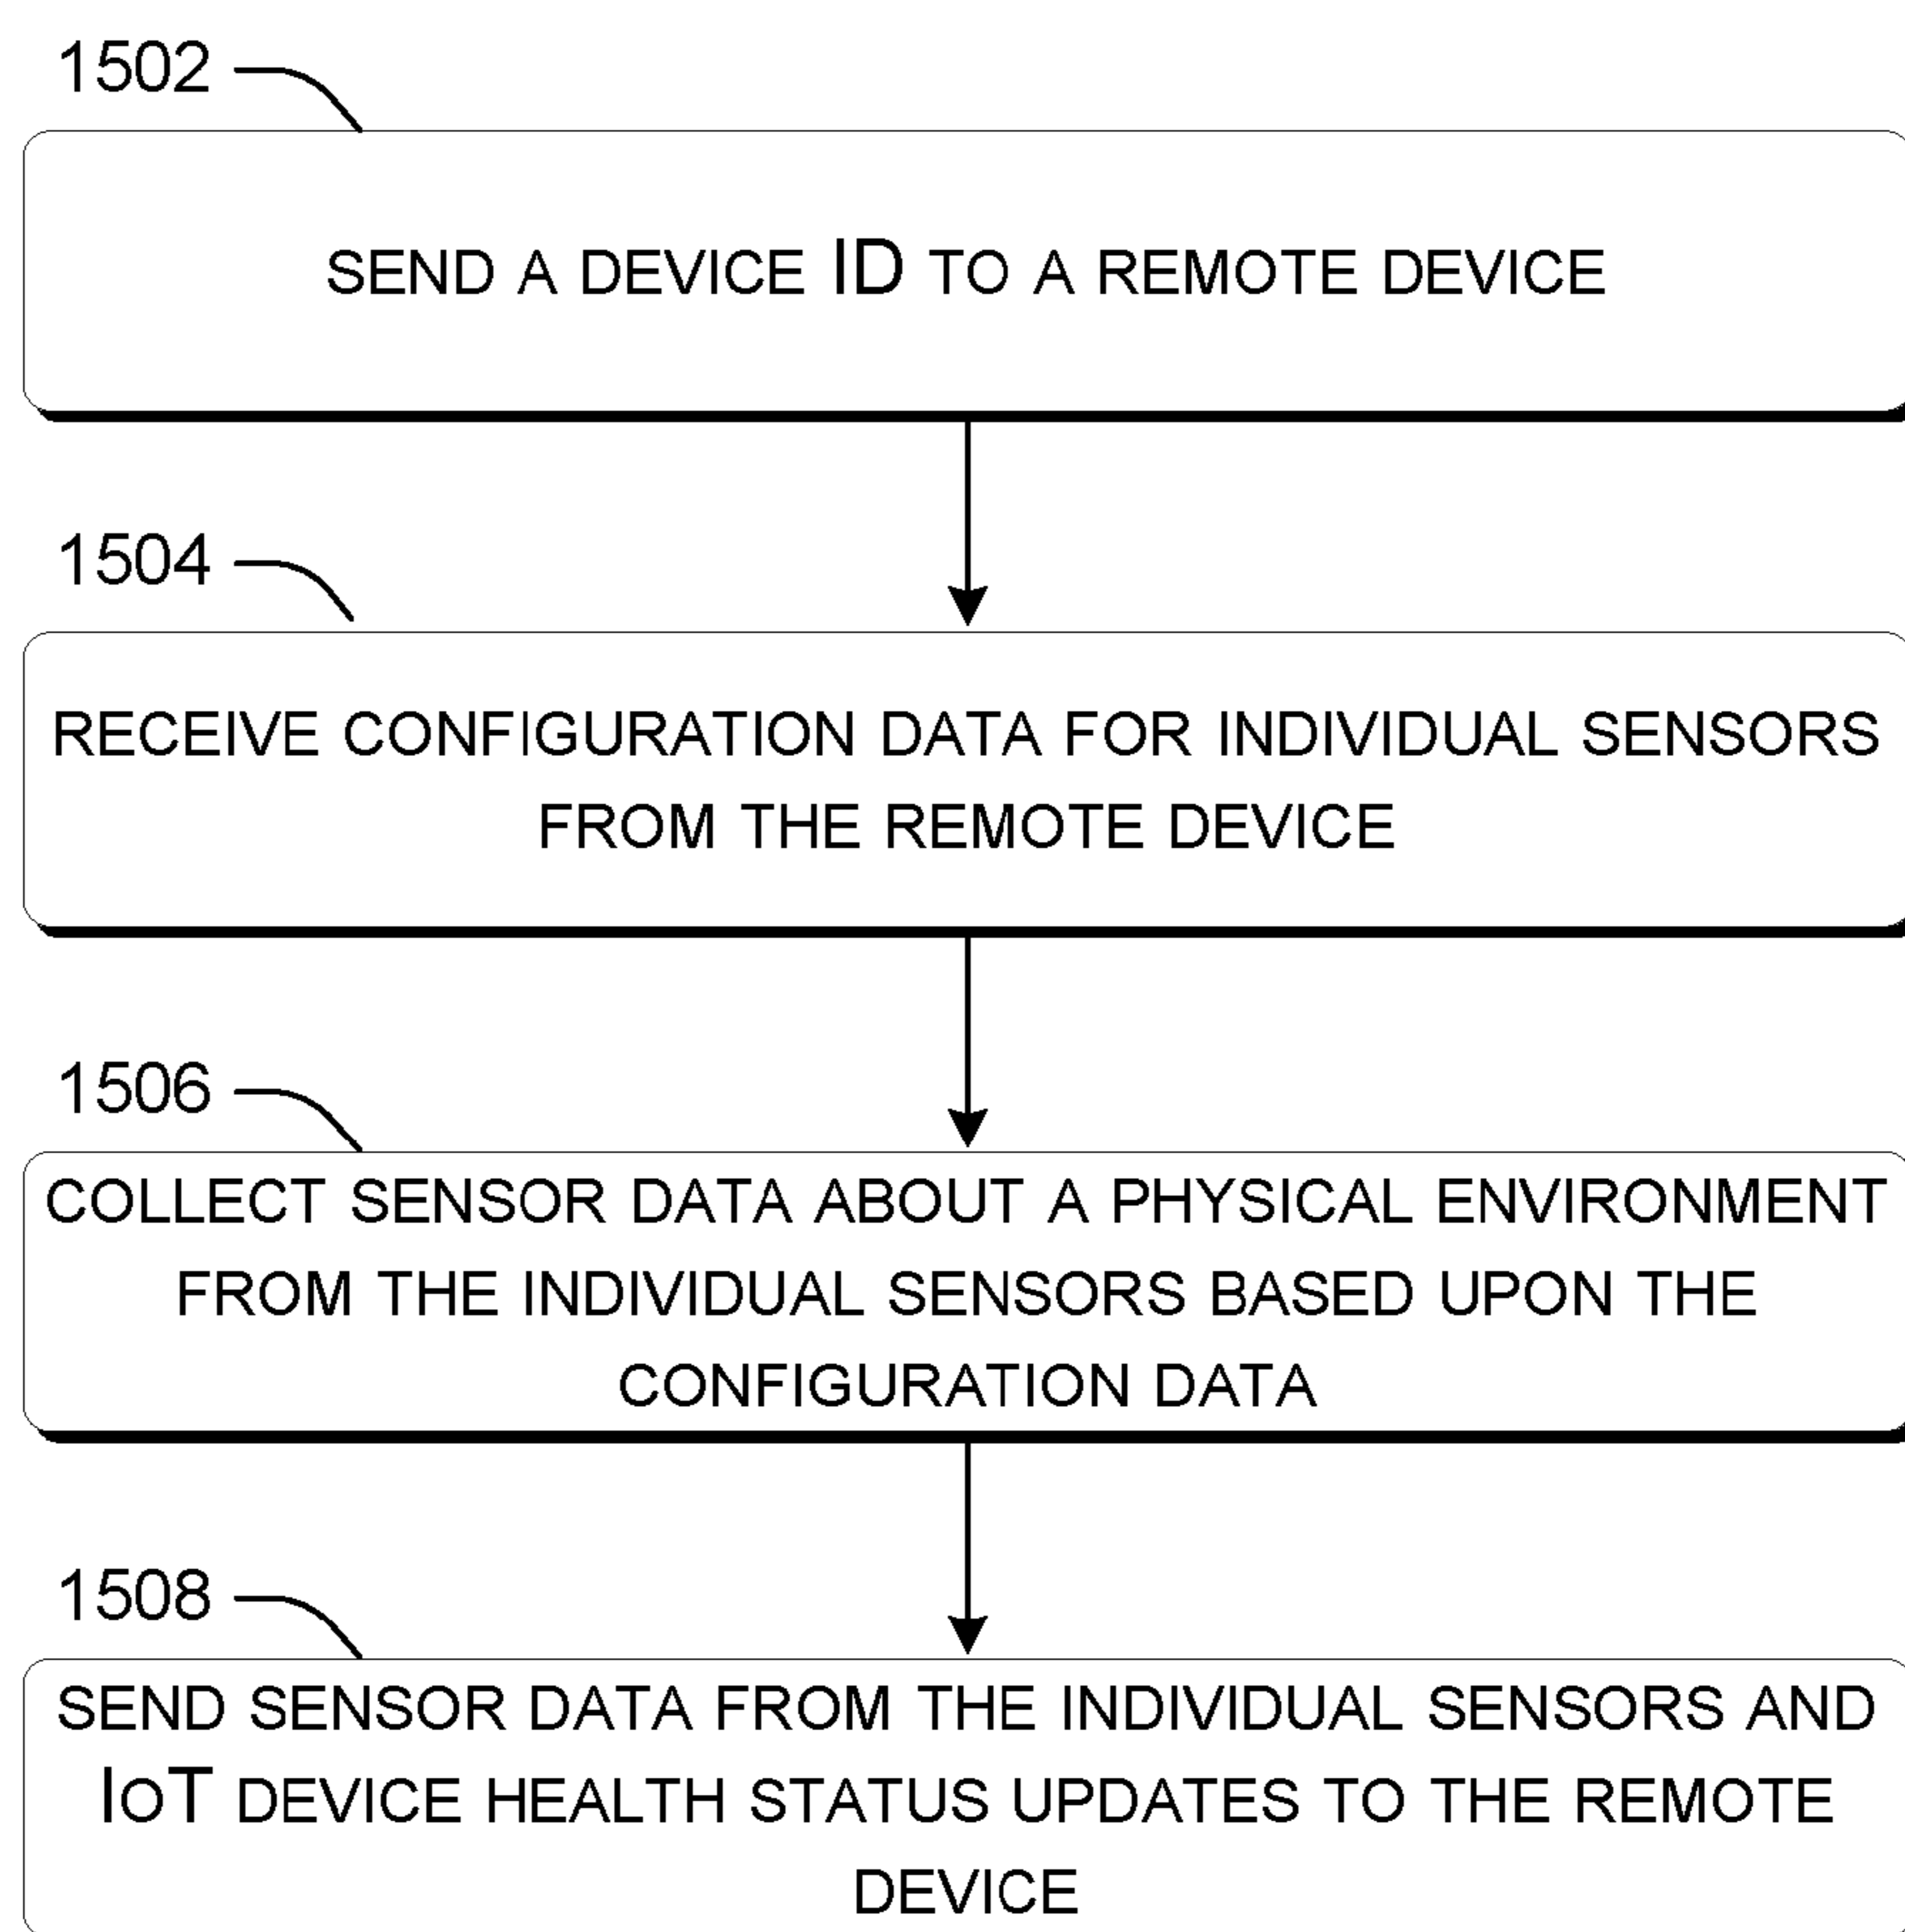 1502
SEND A DEVICE ID TO A REMOTE DEVICE
1504
RECEIVE CONFIGURATION DATA FOR INDIVIDUAL SENSORS
FROM THE REMOTE DEVICE
1506
COLLECT SENSOR DATA ABOUT A PHYSICAL ENVIRONMENT
FROM THE INDIVIDUAL SENSORS BASED UPON THE
CONFIGURATION DATA
1508
SEND SENSOR DATA FROM THE INDIVIDUAL SENSORS AND
IOT DEVICE HEALTH STATUS UPDATES TO THE REMOTE
DEVICE